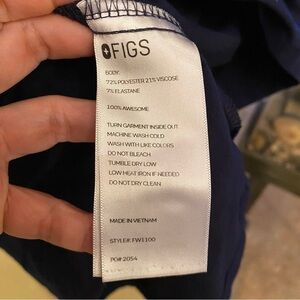 FIGS
BODY:
72% POLYESTER 21% VISCOSE
7% ELASTANE
100% AWESOME
TURN GARMENT INSIDE OUT
MACHINE WASH COLD
WASH WITH LIKE COLORS
DO NOT BLEACH
TUMBLE DRY LOW
LOW HEAT IRON IF NEEDED
DO NOT DRY CLEAN
MADE IN VIETNAM
STYLE#: FW1100
PO#: 2054